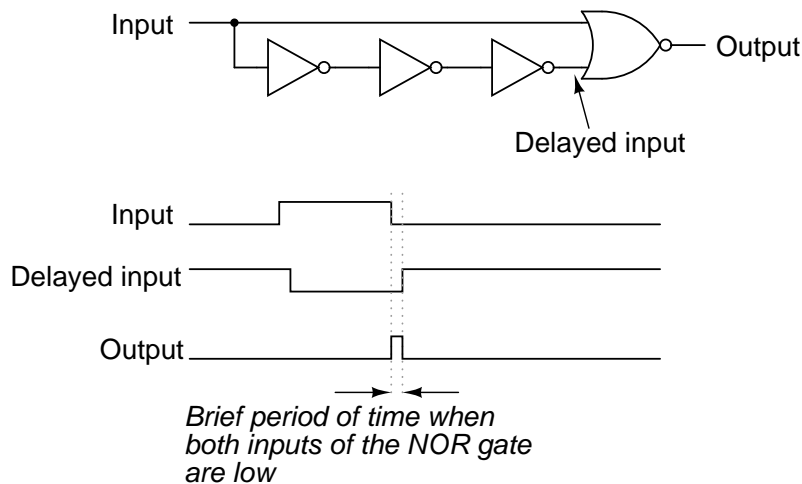 Input
Output
Delayed input
Input
Delayed input
Output
Brief period of time when
both inputs of the NOR gate
are low